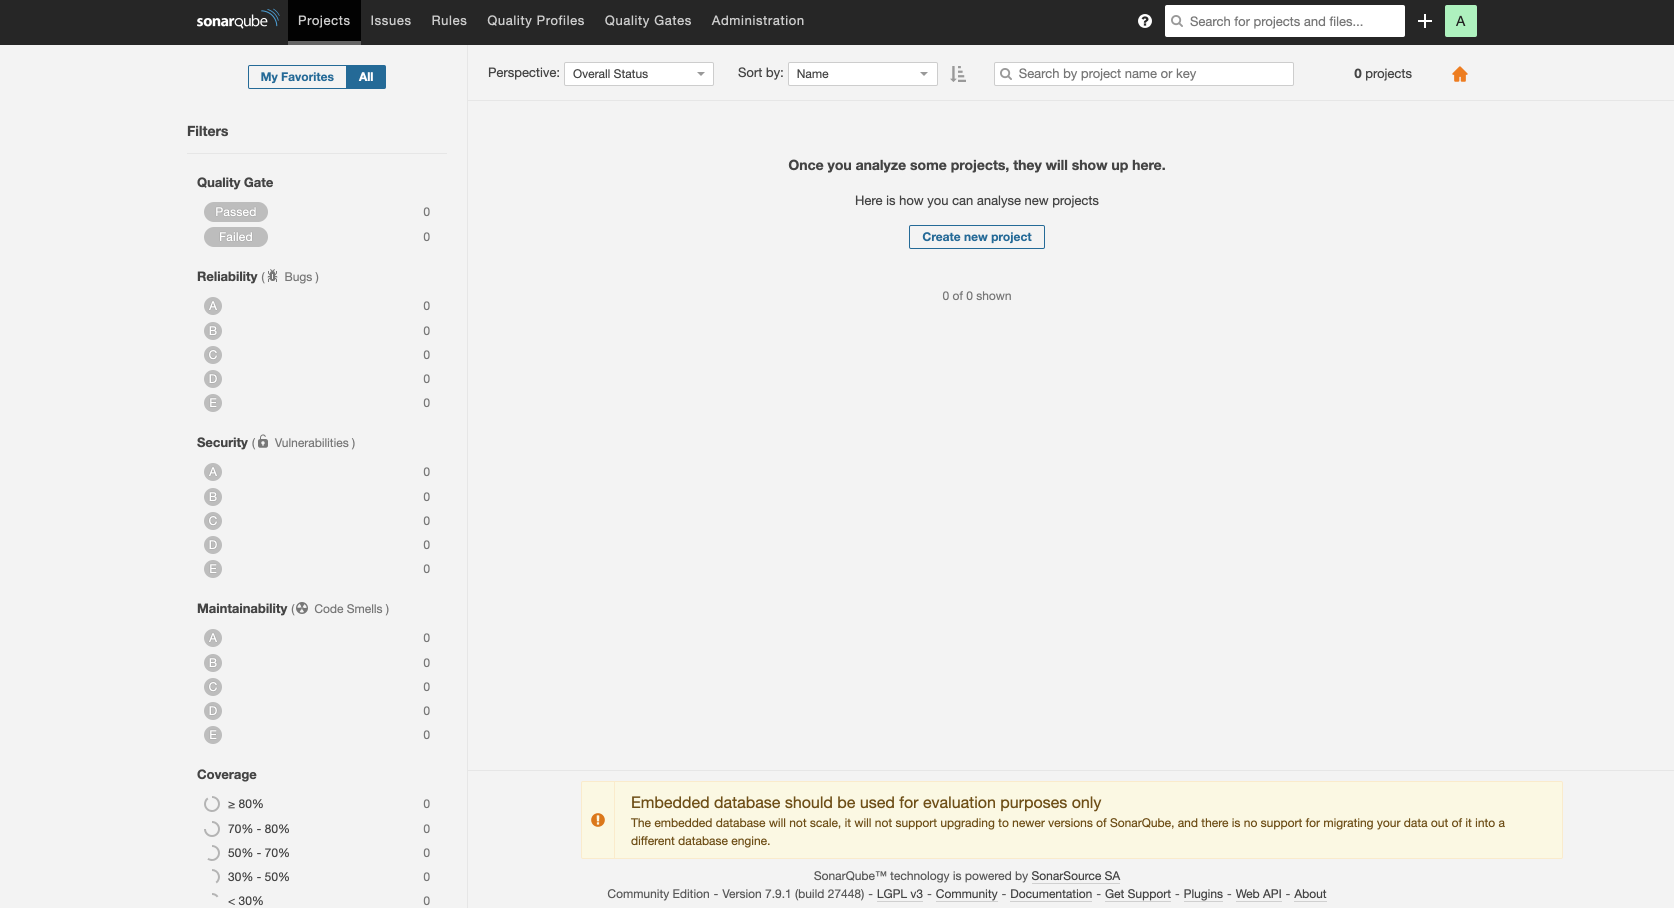 sonarqube Projects Issues Rules Quality Profiles Quality Gates Administration Search for projects and files... A
My Favorites All
Perspective: Overall Status Sort by: Name Search by project name or key 0 projects
Filters
Quality Gate
Passed 0
Failed 0
Reliability ( Bugs )
A 0
B 0
C 0
D 0
E 0
Security ( Vulnerabilities )
A 0
B 0
C 0
D 0
E 0
Maintainability ( Code Smells )
A 0
B 0
C 0
D 0
E 0
Coverage
≥ 80% 0
70% - 80% 0
50% - 70% 0
30% - 50% 0
< 30% 0
Once you analyze some projects, they will show up here.
Here is how you can analyse new projects
Create new project
0 of 0 shown
Embedded database should be used for evaluation purposes only
The embedded database will not scale, it will not support upgrading to newer versions of SonarQube, and there is no support for migrating your data out of it into a
different database engine.
SonarQube™ technology is powered by SonarSource SA
Community Edition - Version 7.9.1 (build 27448) - LGPL v3 - Community - Documentation - Get Support - Plugins - Web API - About